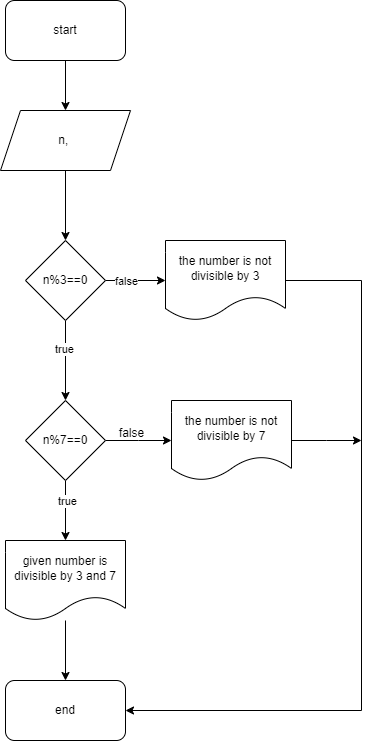 start
n,
n%3==0
false
the number is not
divisible by 3
true
n%7==0
false
the number is not
divisible by 7
true
given number is
divisible by 3 and 7
end